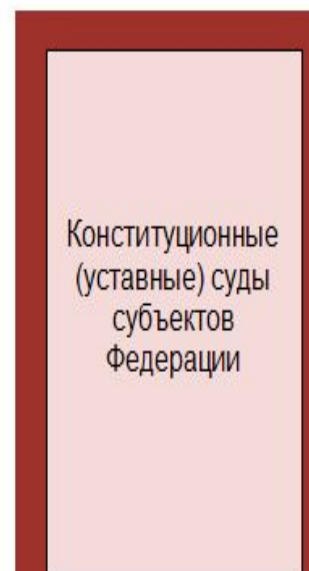 Конституционные
(уставные) суды
субъектов
Федерации